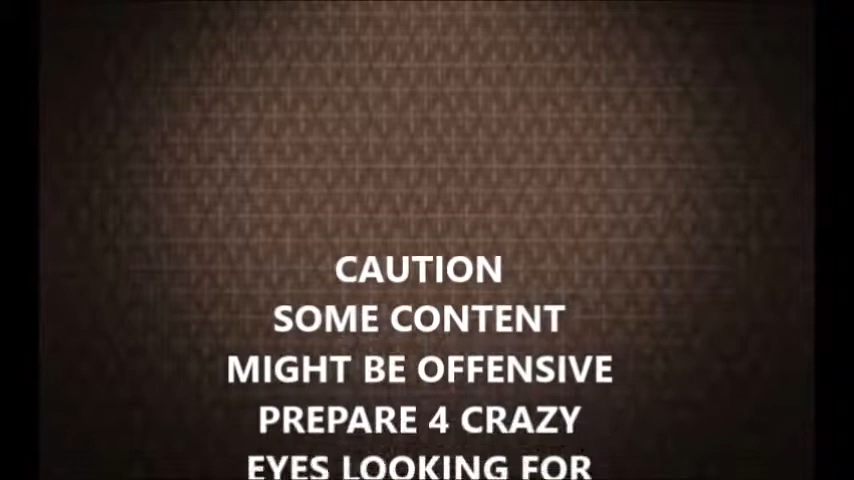 CAUTION
SOME CONTENT
MIGHT BE OFFENSIVE
PREPARE 4 CRAZY
EYES LOOKING FOR